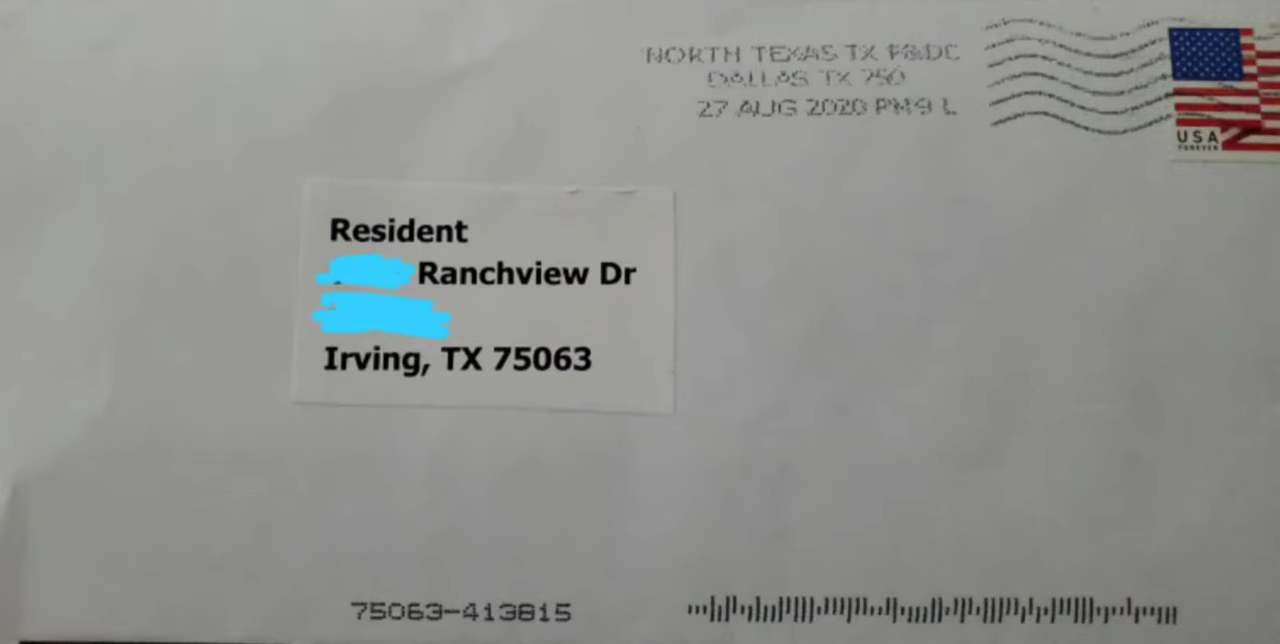 NORTH TEXAS TX P&DC
DALLAS TX 750
27 AUG 2020 PM 9 L
USA
FOREVER
Resident
Ranchview Dr
Irving, TX 75063
75063-413815